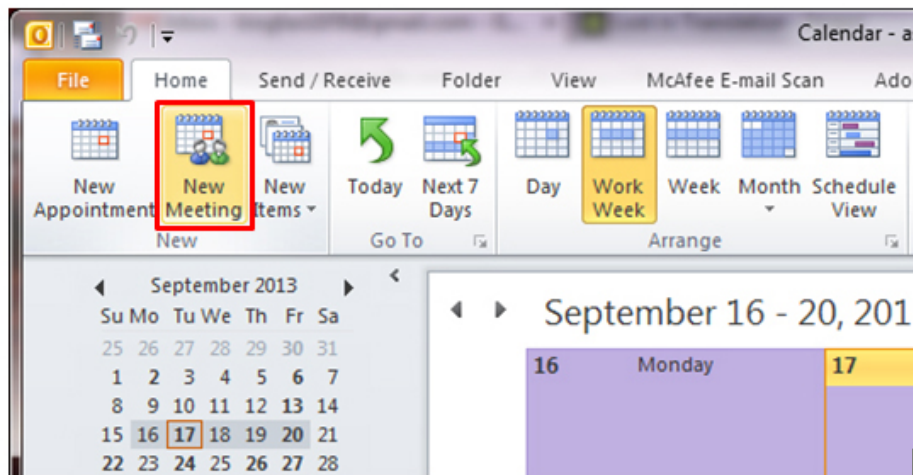 Calendar - a
File Home Send / Receive Folder View McAfee E-mail Scan Ado
New Appointment New Meeting New Items Today Next 7 Days Day Work Week Week Month Schedule View
New Go To Arrange
September 2013
Su Mo Tu We Th Fr Sa
25 26 27 28 29 30 31
1 2 3 4 5 6 7
8 9 10 11 12 13 14
15 16 17 18 19 20 21
22 23 24 25 26 27 28
September 16 - 20, 201
16 Monday 17